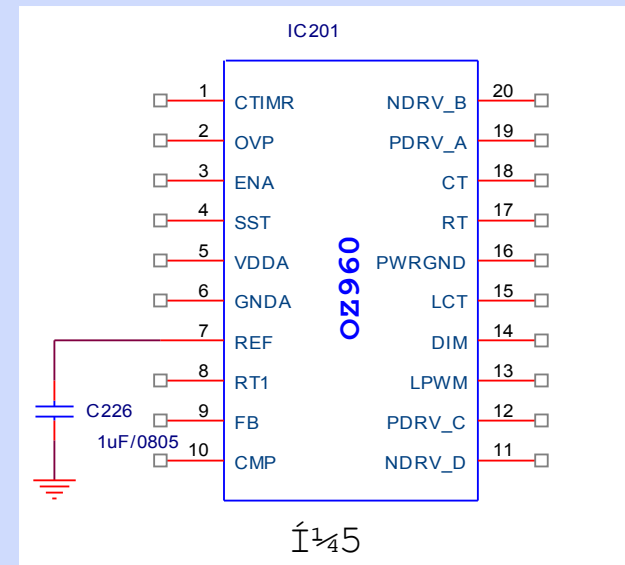 IC201
1 CTIMR NDRV_B 20
2 OVP PDRV_A 19
3 ENA CT 18
4 SST RT 17
5 VDDA PWRGND 16
6 GNDA LCT 15
7 REF DIM 14
8 RT1 LPWM 13
9 FB PDRV_C 12
10 CMP NDRV_D 11
OZ960
C226
1uF/0805
Í¼5